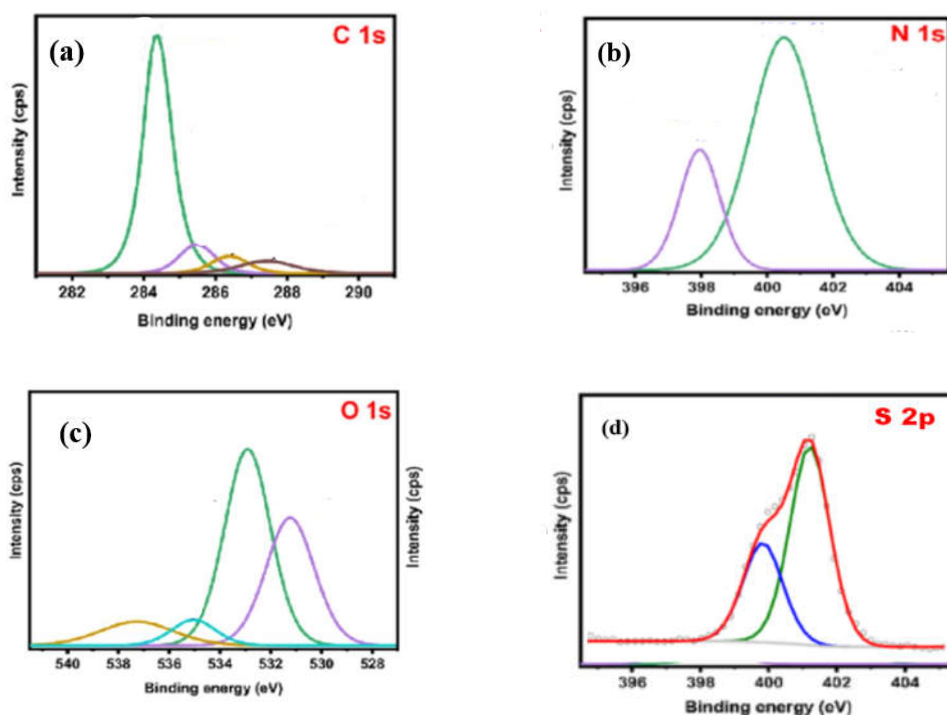 (a)
C 1s
Intensity (cps)
282 284 286 288 290
Binding energy (eV)
(b)
N 1s
Intensity (cps)
396 398 400 402 404
Binding energy (eV)
(c)
O 1s
Intensity (cps)
540 538 536 534 532 530 528
Binding energy (eV)
Intensity (cps)
(d)
S 2p
Intensity (cps)
396 398 400 402 404
Binding energy (eV)